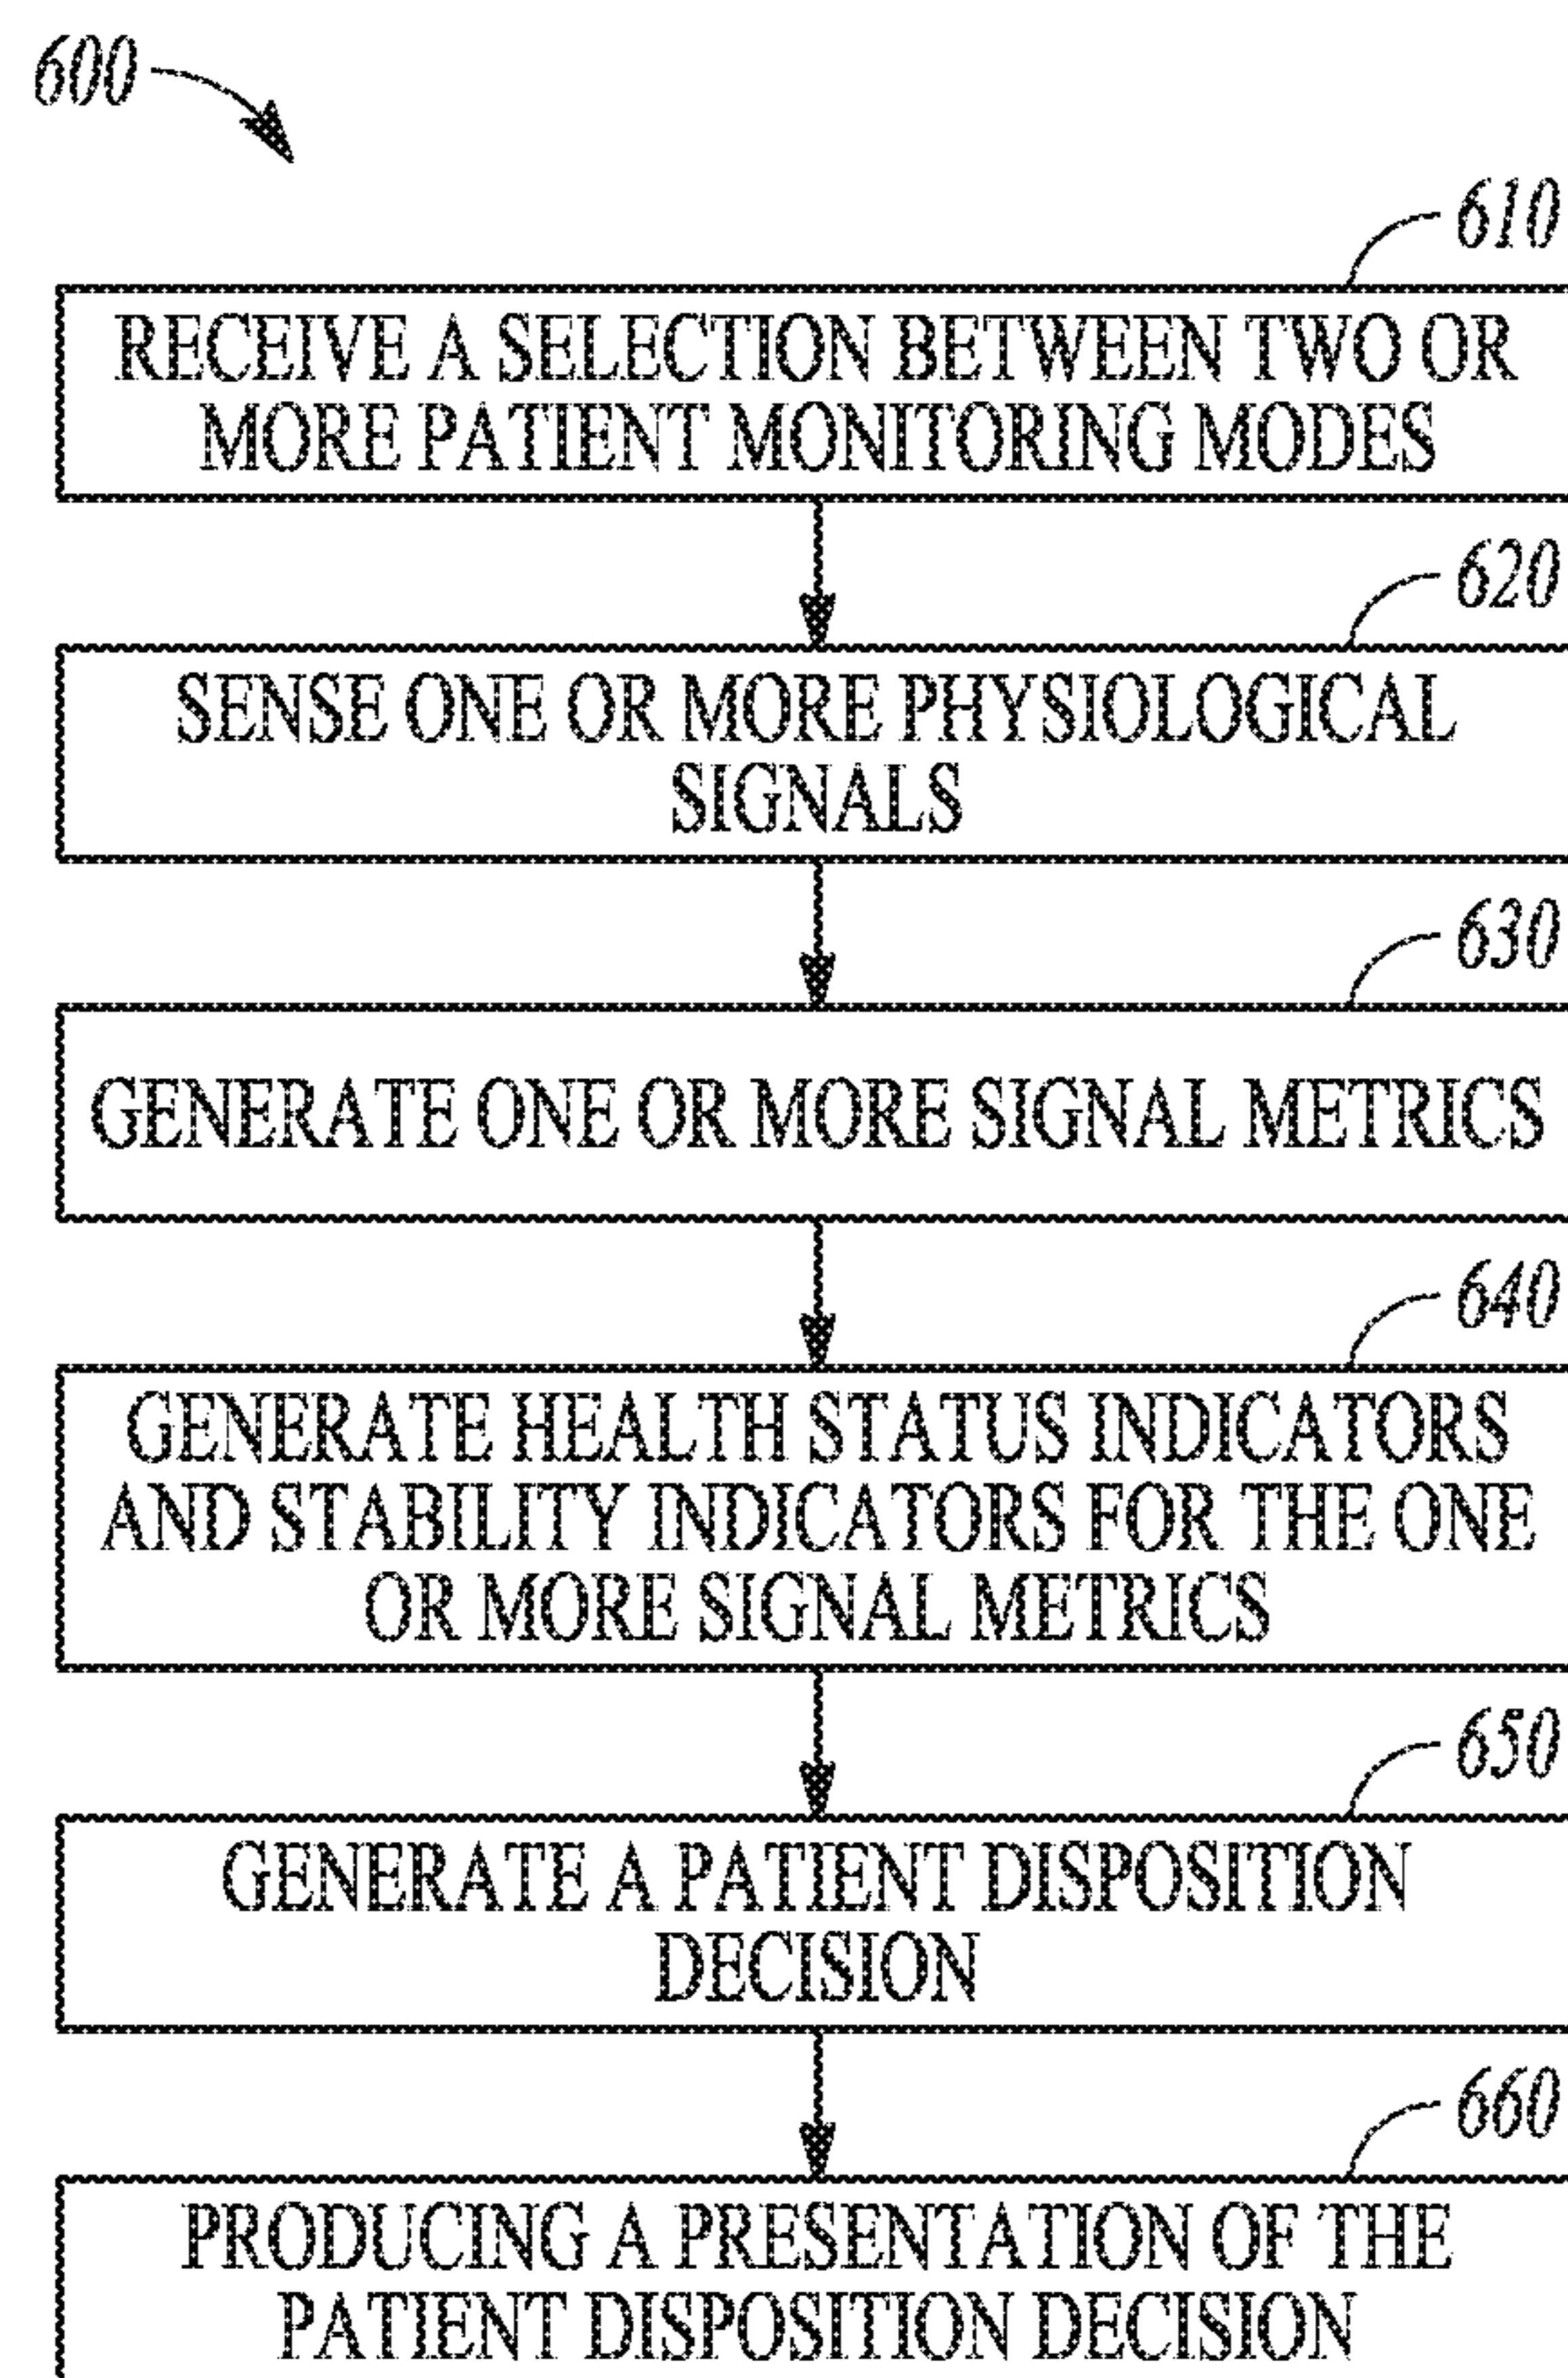 600
610
RECEIVE A SELECTION BETWEEN TWO OR
MORE PATIENT MONITORING MODES
620
SENSE ONE OR MORE PHYSIOLOGICAL
SIGNALS
630
GENERATE ONE OR MORE SIGNAL METRICS
640
GENERATE HEALTH STATUS INDICATORS
AND STABILITY INDICATORS FOR THE ONE
OR MORE SIGNAL METRICS
650
GENERATE A PATIENT DISPOSITION
DECISION
660
PRODUCING A PRESENTATION OF THE
PATIENT DISPOSITION DECISION